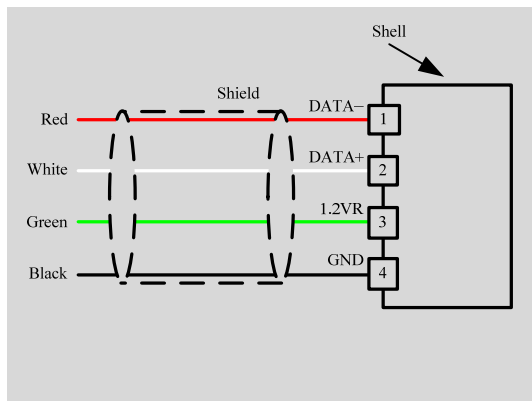 Shell
Shield
Red
DATA−
1
White
DATA+
2
Green
1.2VR
3
Black
GND
4